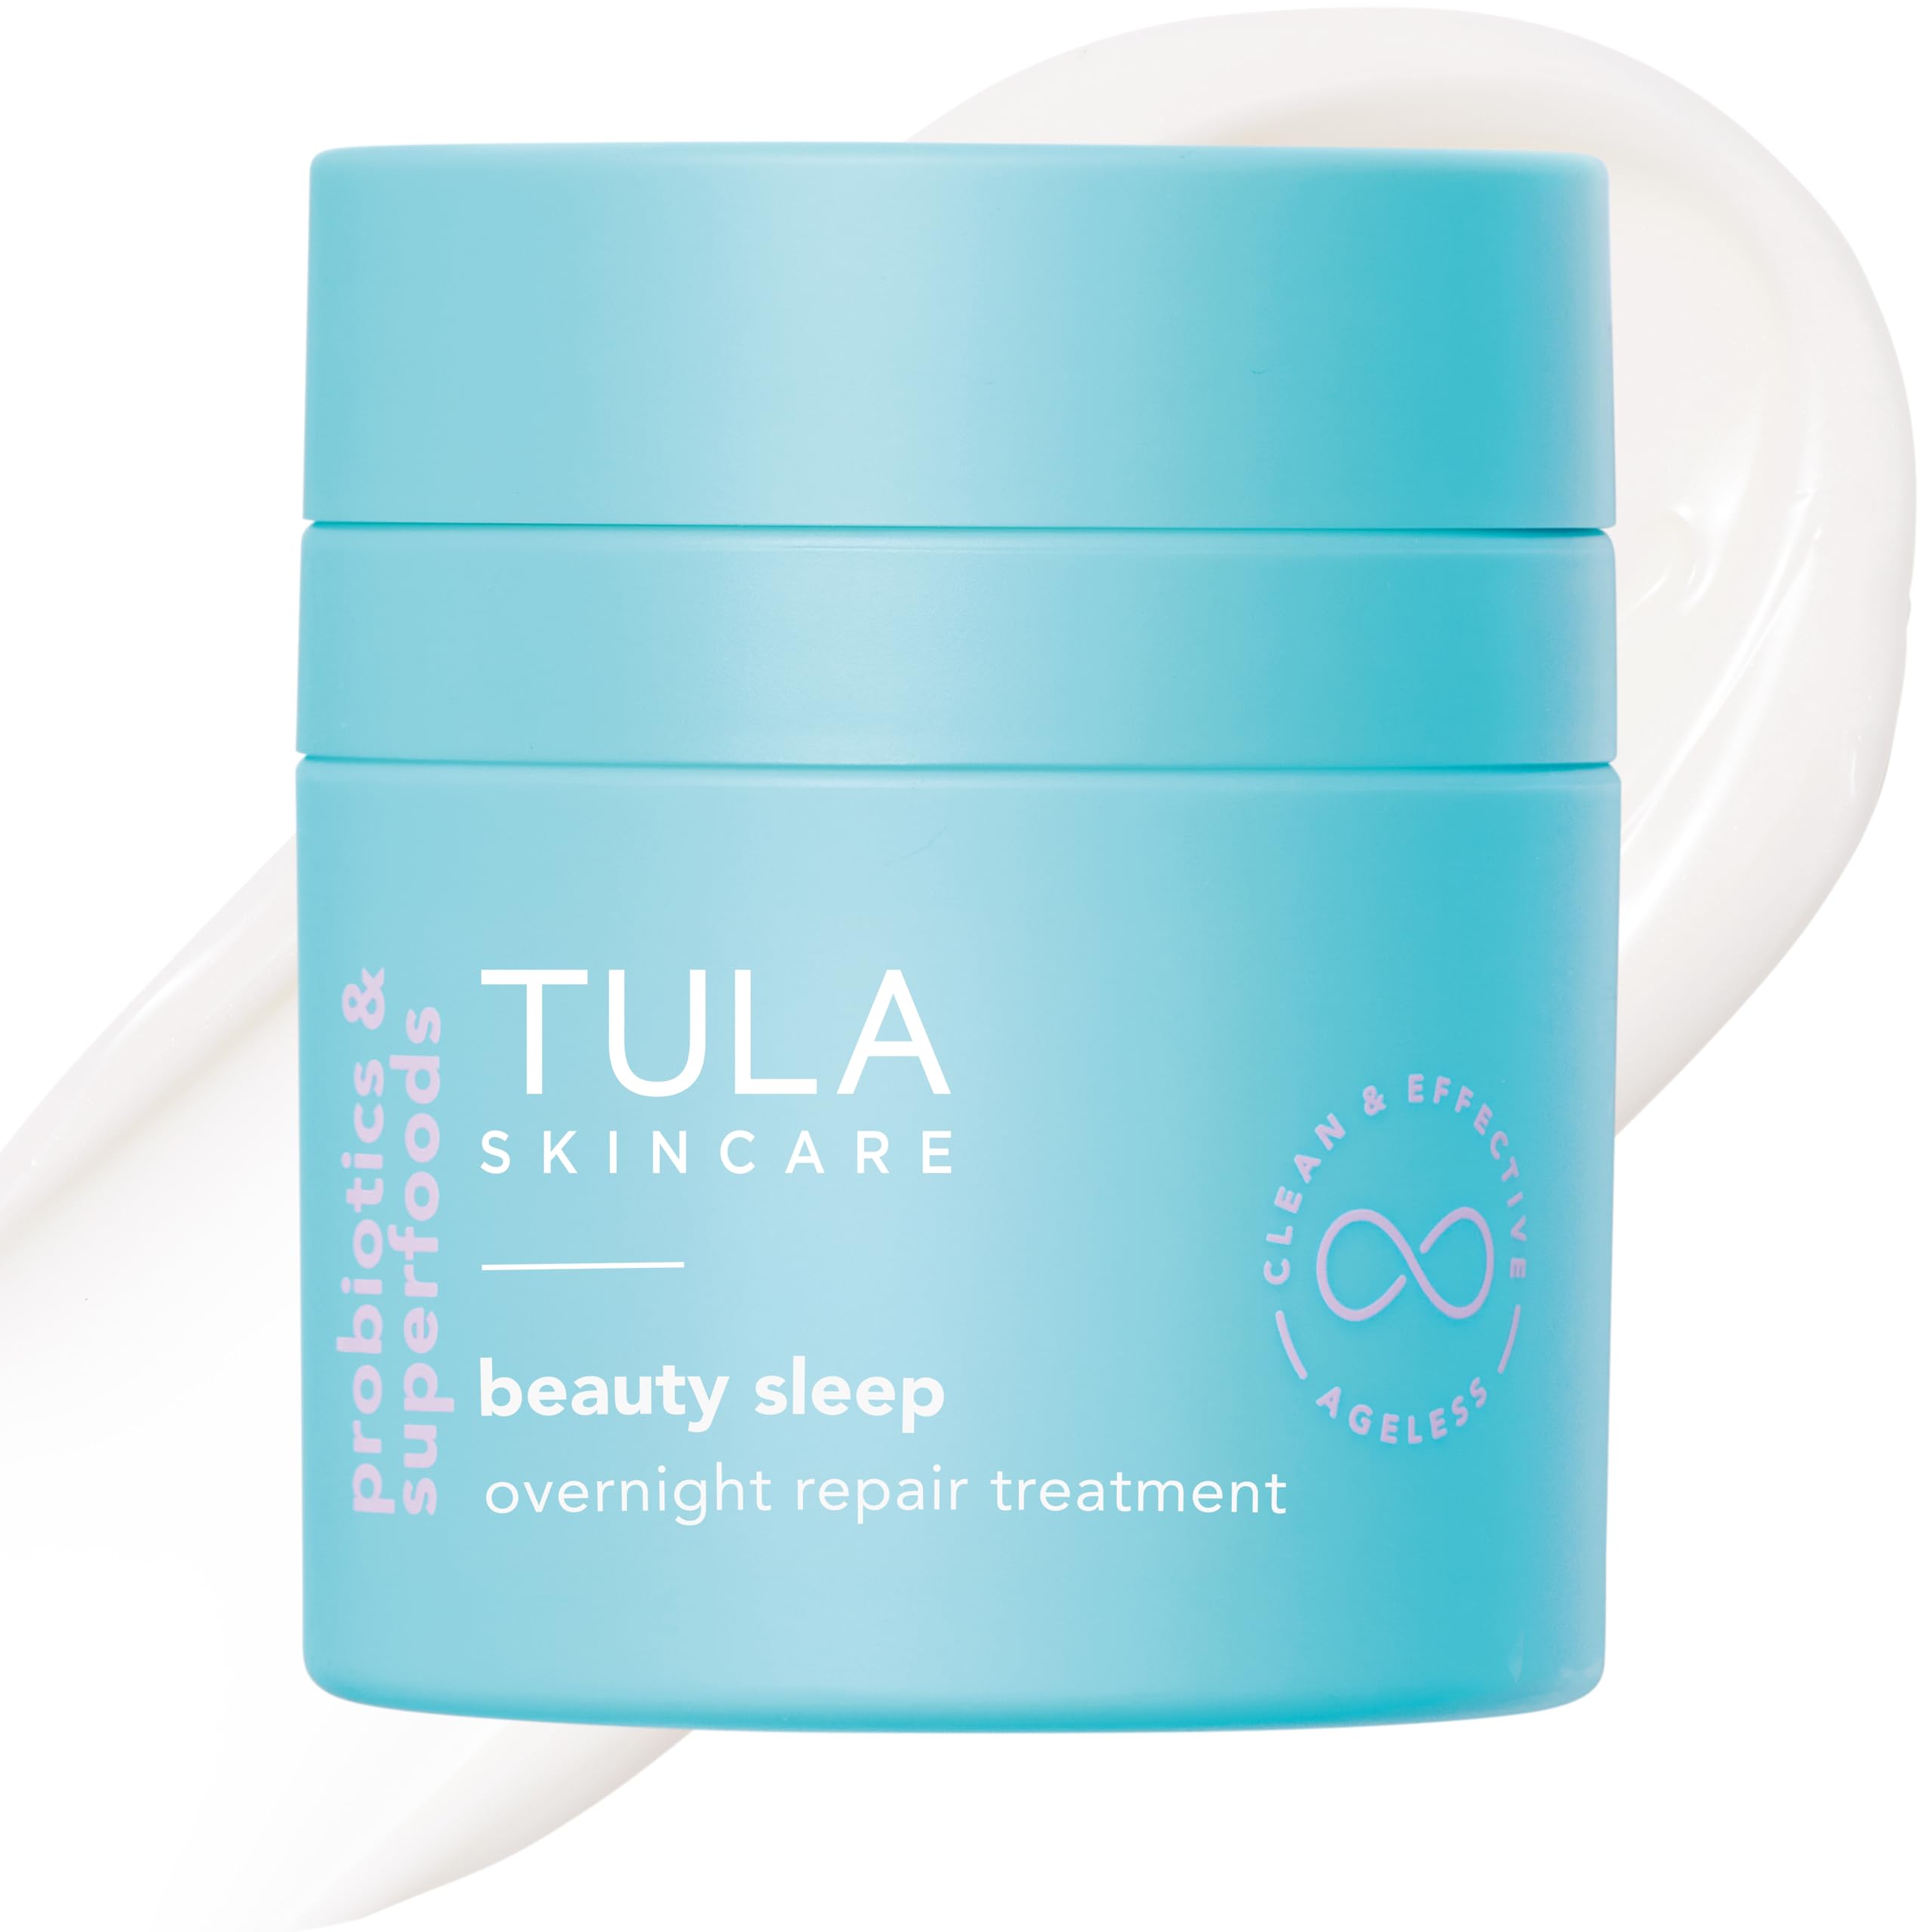 probiotics &
superfoods
TULA
SKINCARE
beauty sleep
overnight repair treatment
CLEAN & EFFECTIVE
AGELESS